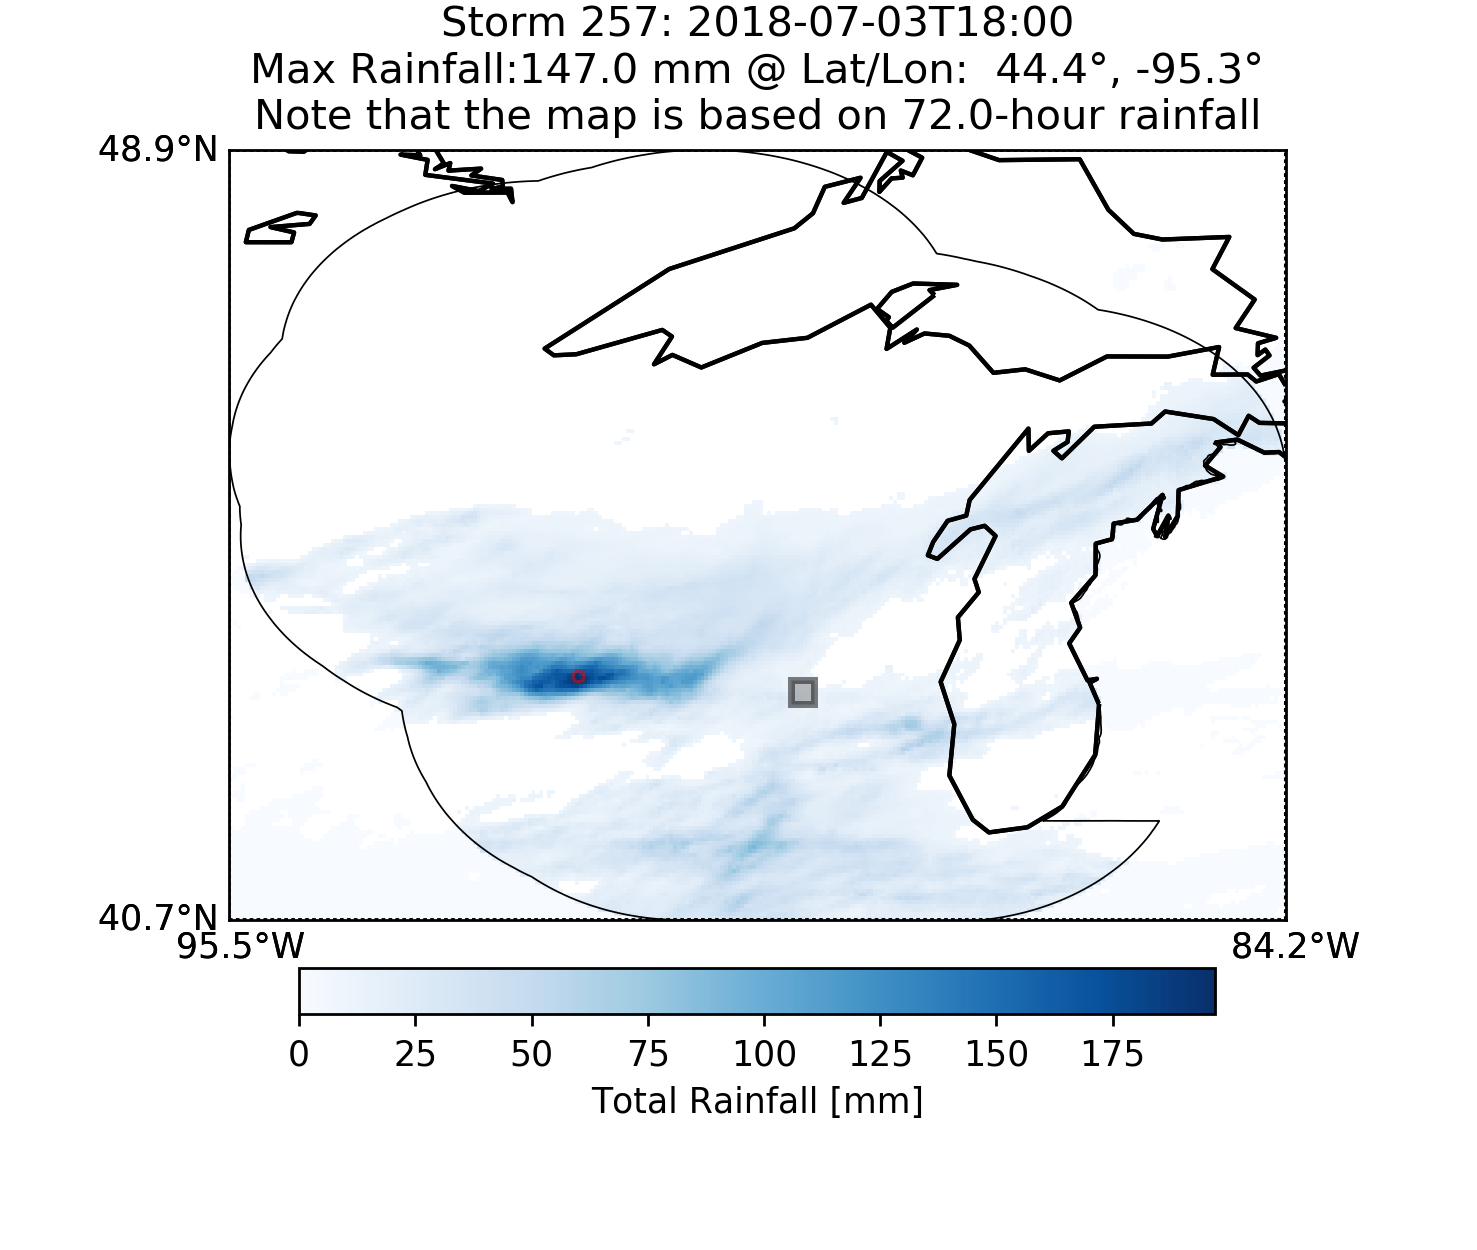 Storm 257: 2018-07-03T18:00
Max Rainfall:147.0 mm @ Lat/Lon:  44.4°, -95.3°
Note that the map is based on 72.0-hour rainfall
48.9°N
40.7°N
95.5°W 84.2°W
0 25 50 75 100 125 150 175
Total Rainfall [mm]